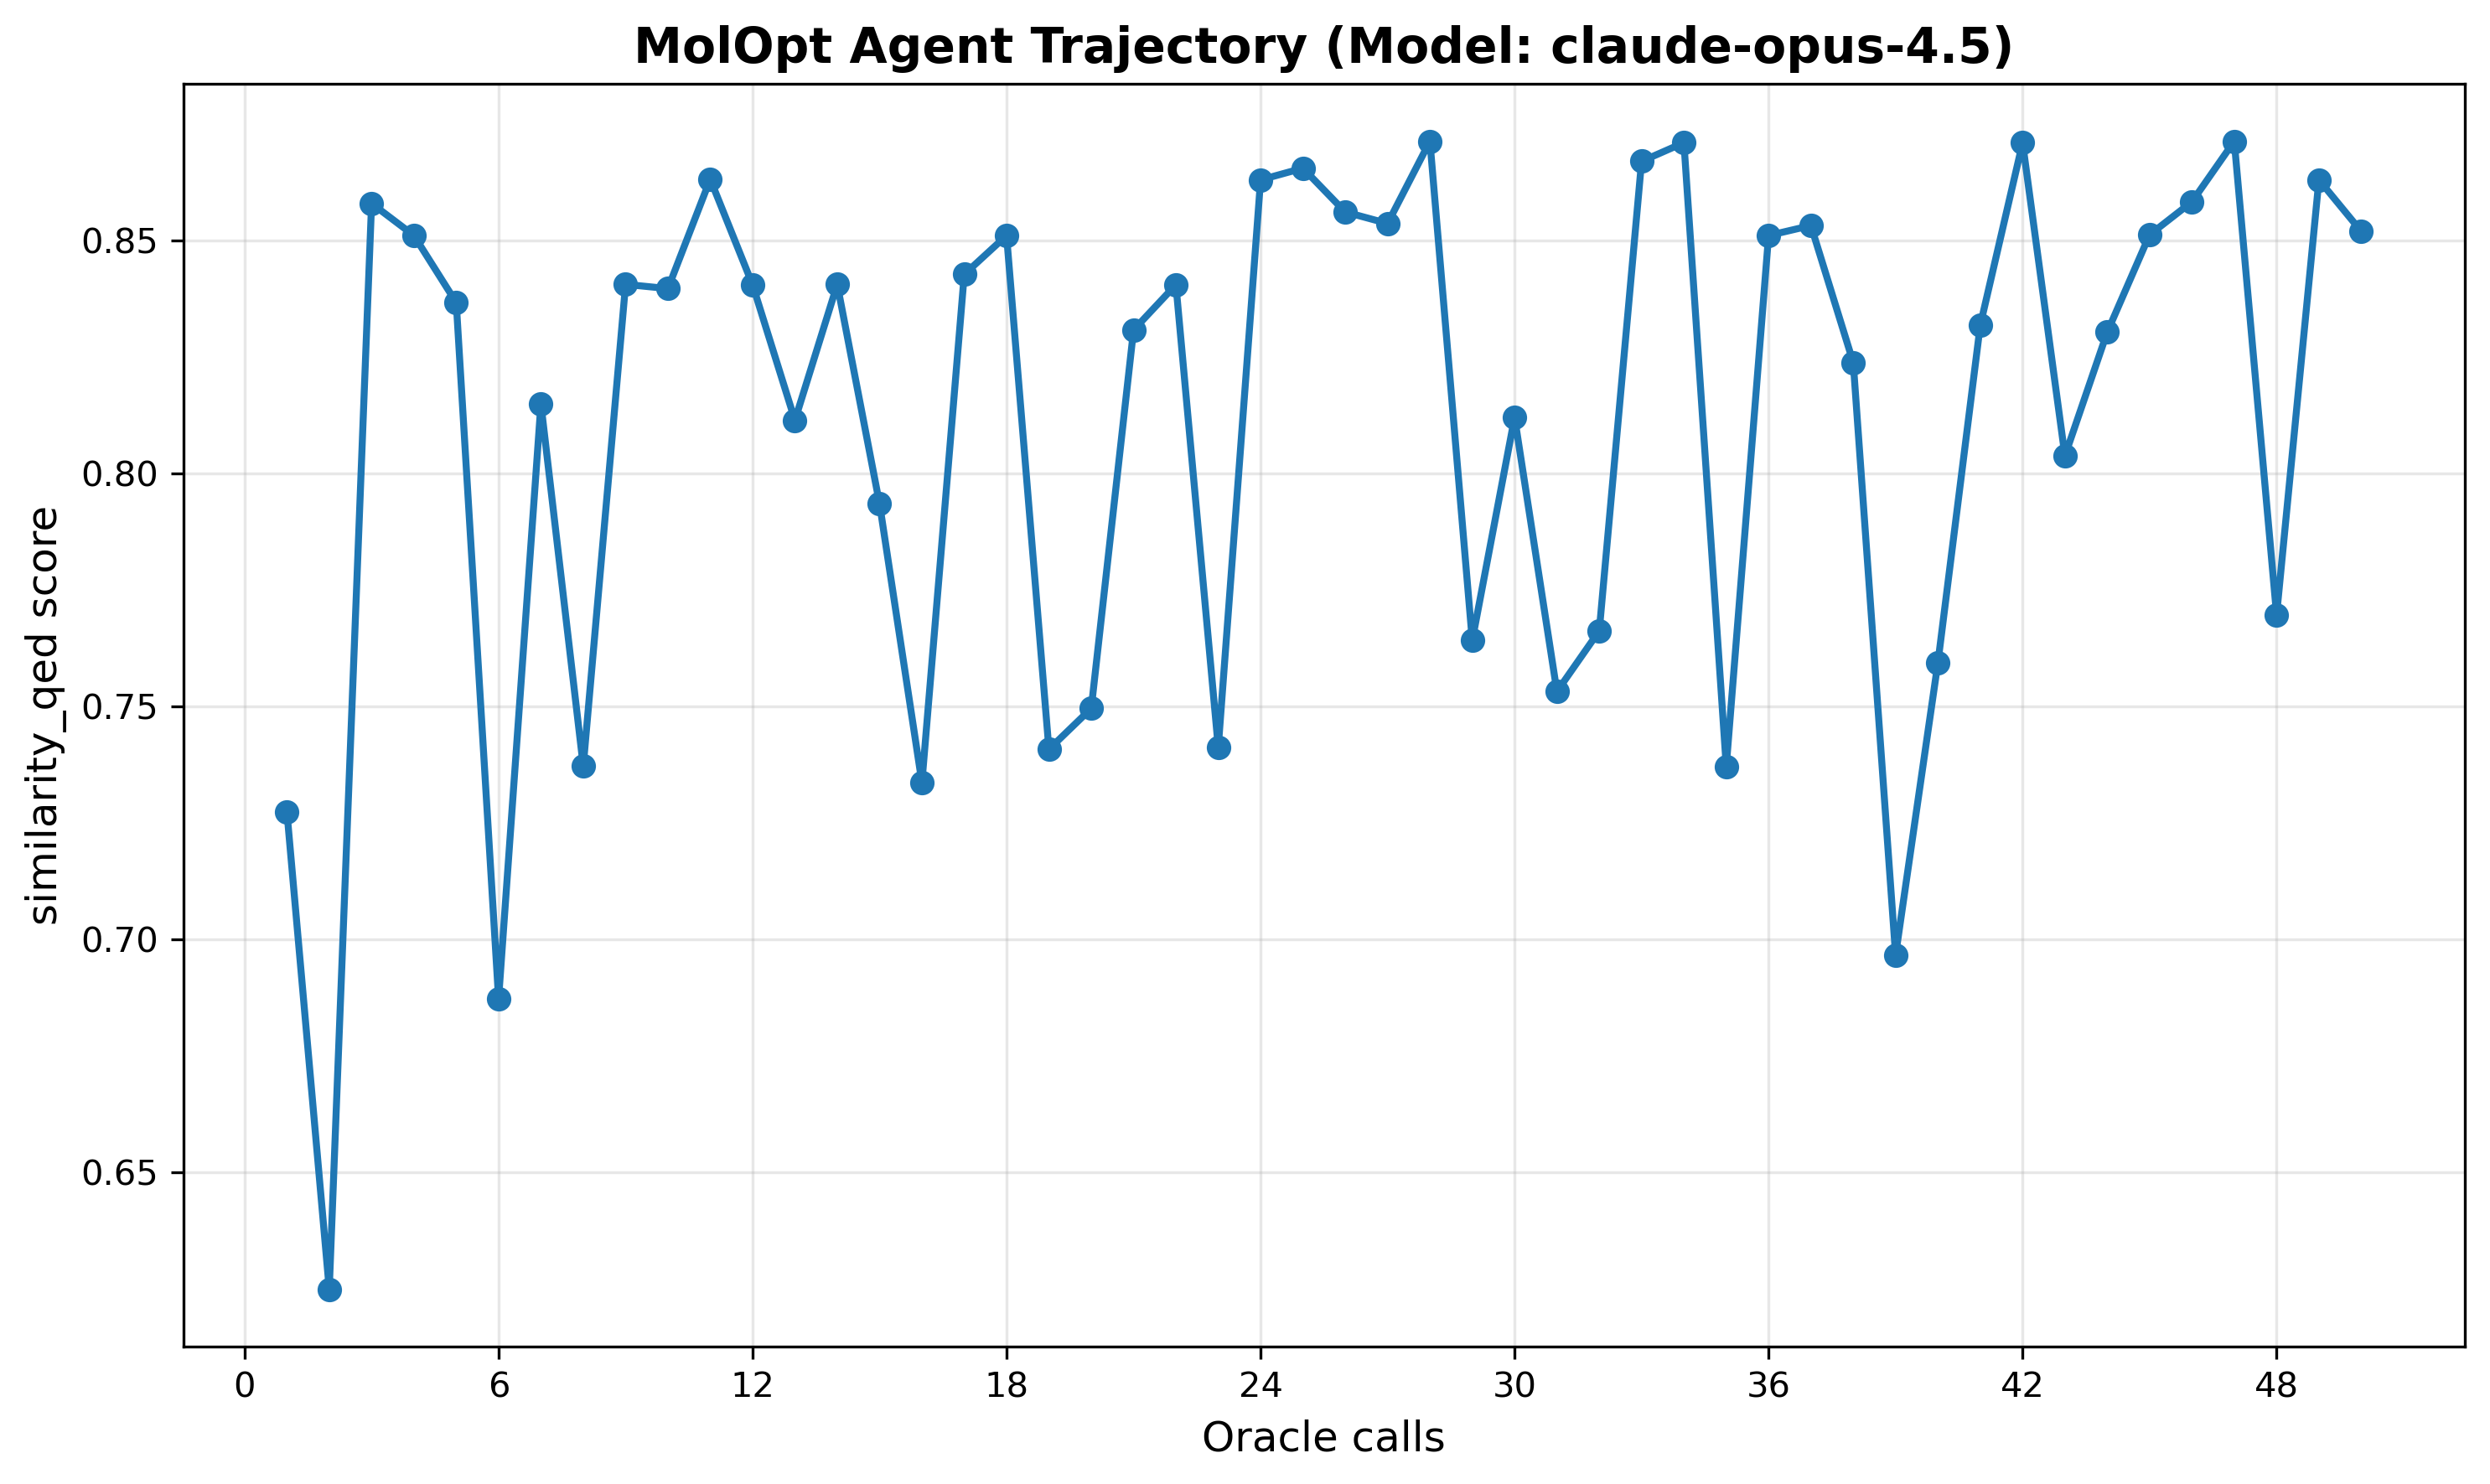 MolOpt Agent Trajectory (Model: claude-opus-4.5)
similarity_qed score
0.85
0.80
0.75
0.70
0.65
0 6 12 18 24 30 36 42 48
Oracle calls